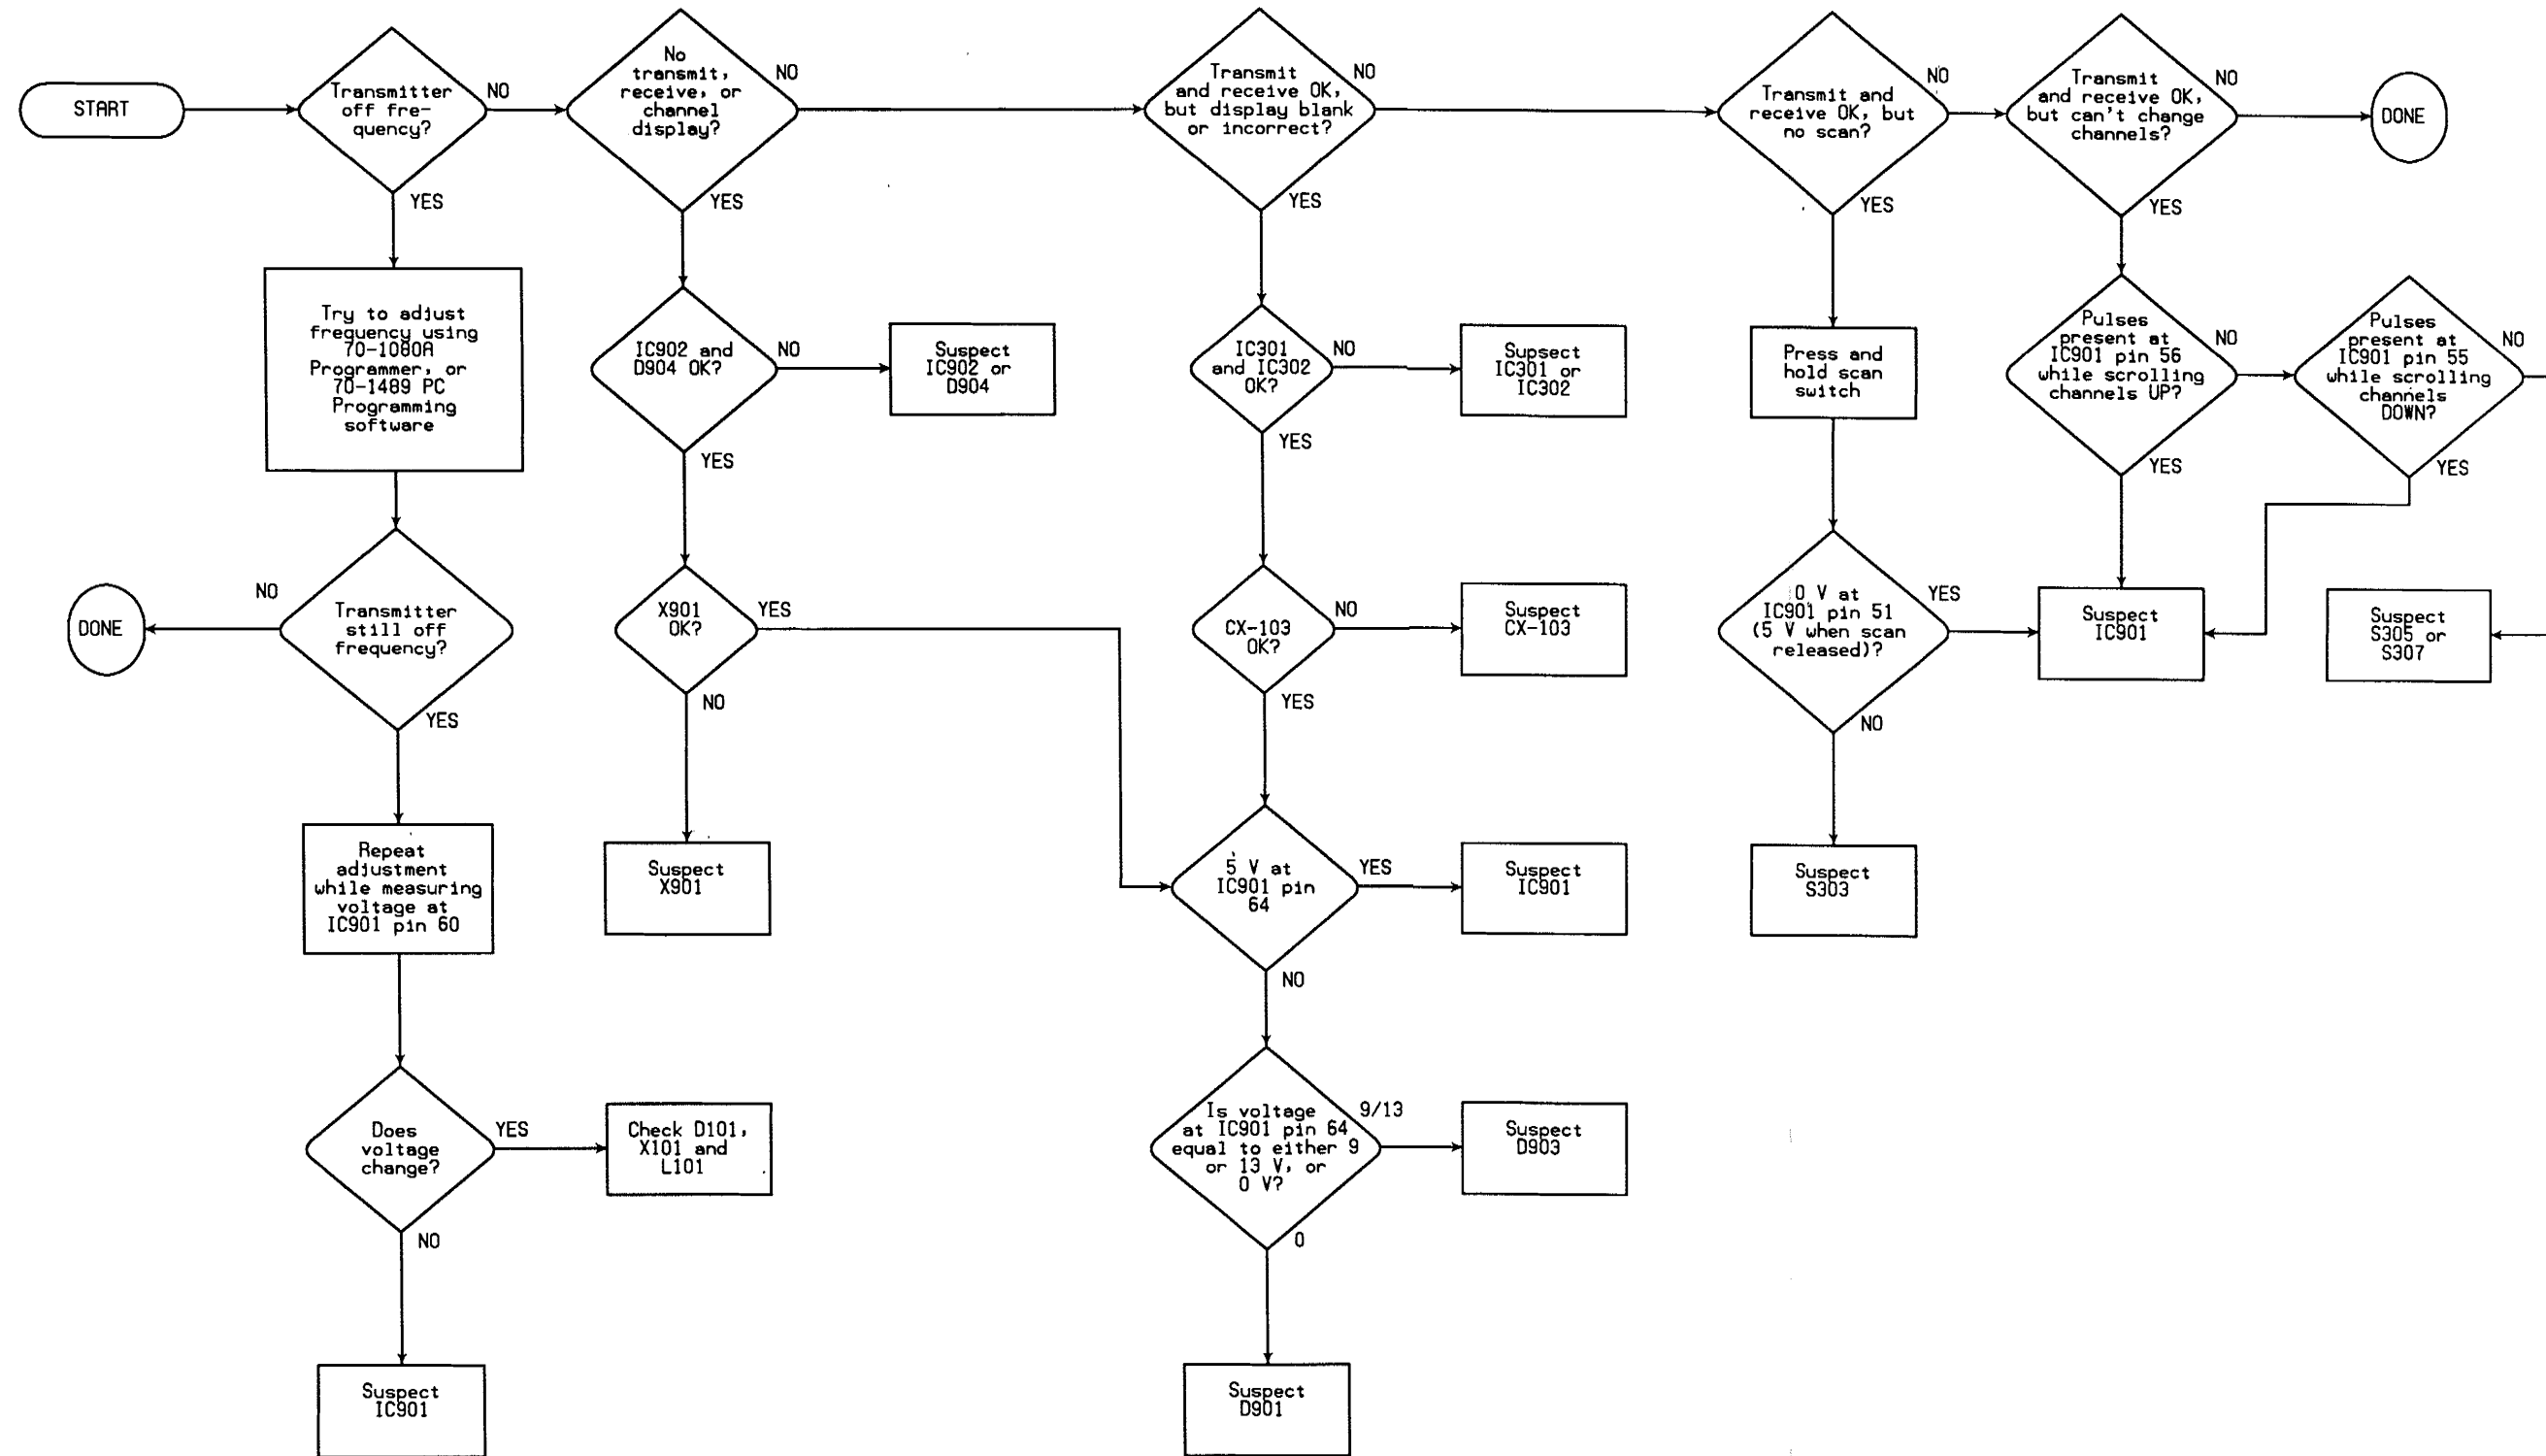 START
Transmitter
off fre-
quency?
NO
YES
Try to adjust
frequency using
70-1080A
Programmer, or
70-1489 PC
Programming
software
Transmitter
still off
frequency?
NO
DONE
YES
Repeat
adjustment
while measuring
voltage at
IC901 pin 60
Does
voltage
change?
YES
Check D101,
X101 and
L101
NO
Suspect
IC901
No
transmit,
receive, or
channel
display?
NO
YES
IC902 and
D904 OK?
NO
Suspect
IC902 or
D904
YES
X901
OK?
YES
NO
Suspect
X901
Transmit
and receive OK,
but display blank
or incorrect?
NO
YES
IC301
and IC302
OK?
NO
Supsect
IC301 or
IC302
YES
CX-103
OK?
NO
Suspect
CX-103
YES
5 V at
IC901 pin
64
YES
Suspect
IC901
NO
Is voltage
at IC901 pin 64
equal to either 9
or 13 V, or
0 V?
9/13
Suspect
D903
0
Suspect
D901
Transmit and
receive OK, but
no scan?
NO
YES
Press and
hold scan
switch
0 V at
IC901 pin 51
(5 V when scan
released)?
YES
NO
Suspect
S303
Transmit
and receive OK,
but can't change
channels?
NO
DONE
YES
Pulses
present at
IC901 pin 56
while scrolling
channels UP?
NO
YES
Suspect
IC901
Pulses
present at
IC901 pin 55
while scrolling
channels
DOWN?
NO
YES
Suspect
S305 or
S307